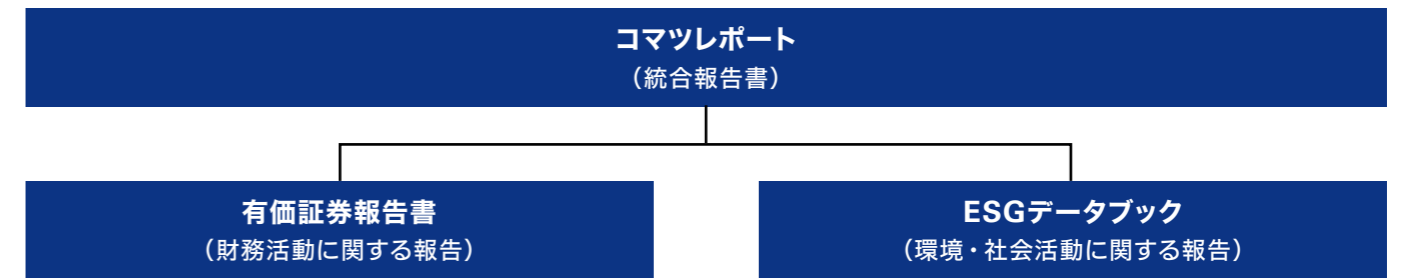 コマツレポート
（統合報告書）
有価証券報告書
（財務活動に関する報告）
ESGデータブック
（環境・社会活動に関する報告）